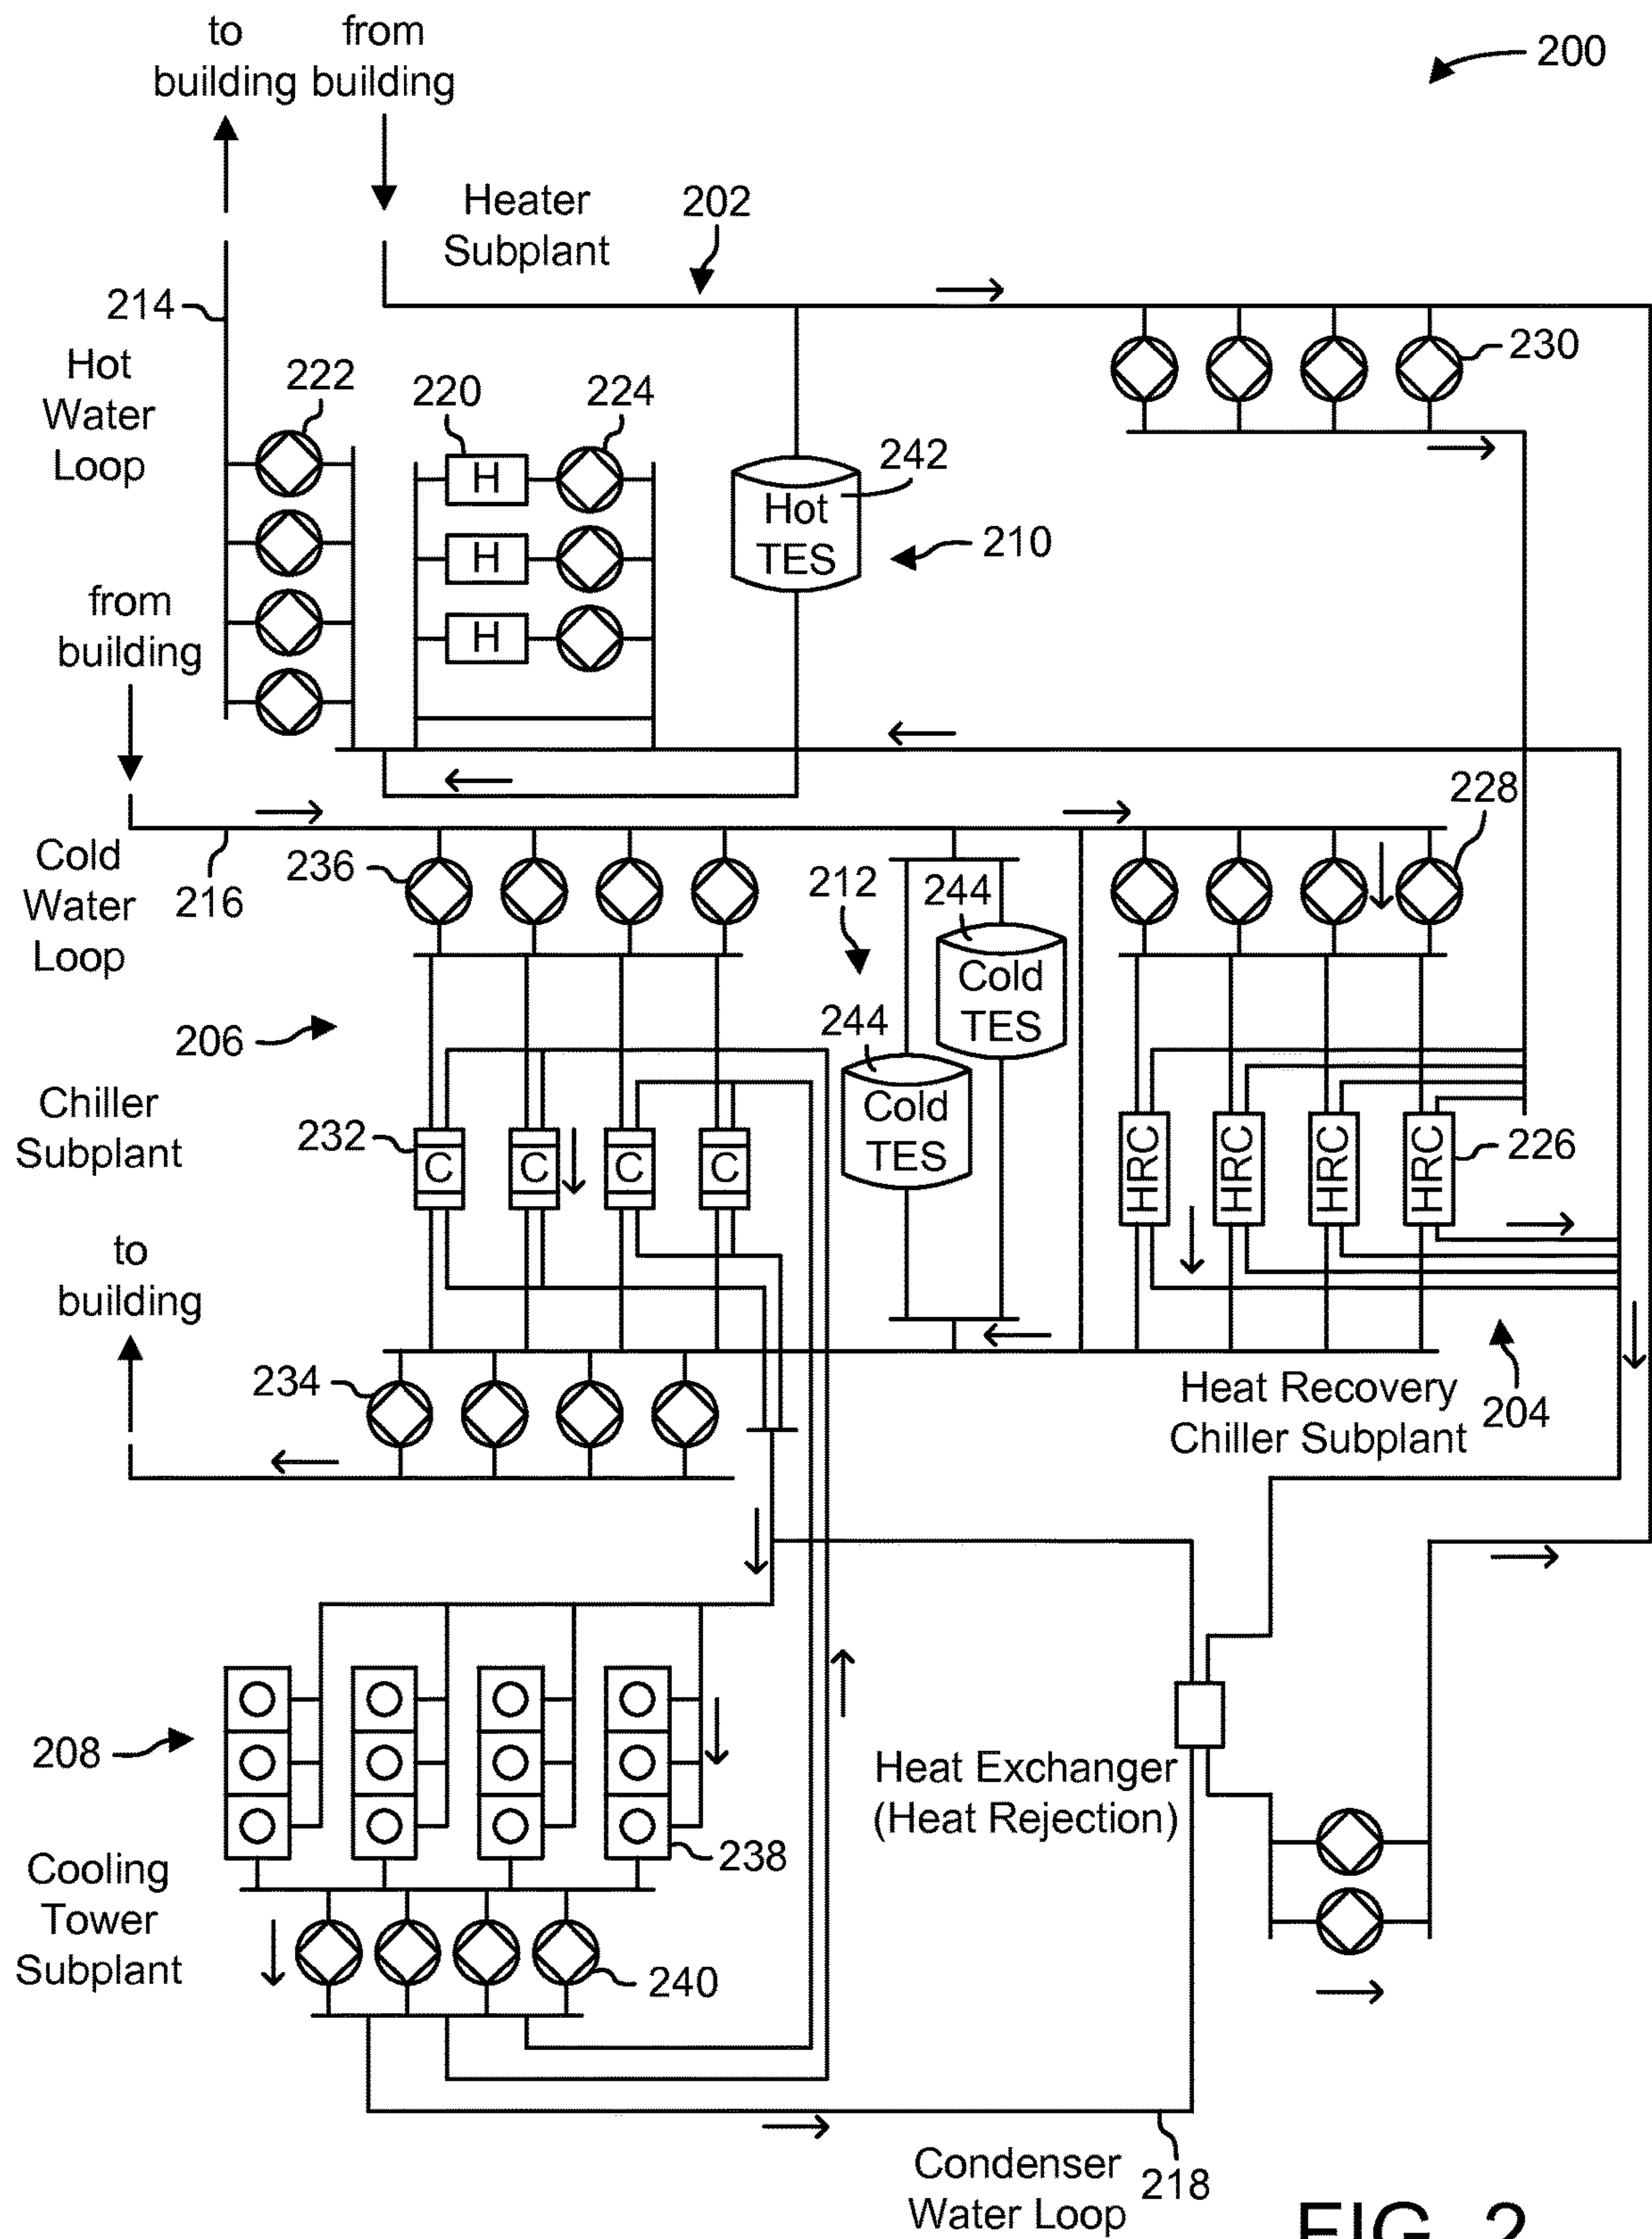 to
building
from
building
200
Heater
Subplant
202
214
Hot
Water
Loop
222
220
224
230
H
H
H
242
Hot
TES
210
from
building
228
Cold
Water
Loop
216
236
212
244
Cold
TES
244
Cold
TES
206
Chiller
Subplant
232
C
C
C
C
HRC
HRC
HRC
HRC
226
to
building
234
Heat Recovery
Chiller Subplant
204
208
Heat Exchanger
(Heat Rejection)
238
Cooling
Tower
Subplant
240
Condenser
Water Loop
218
FIG. 2